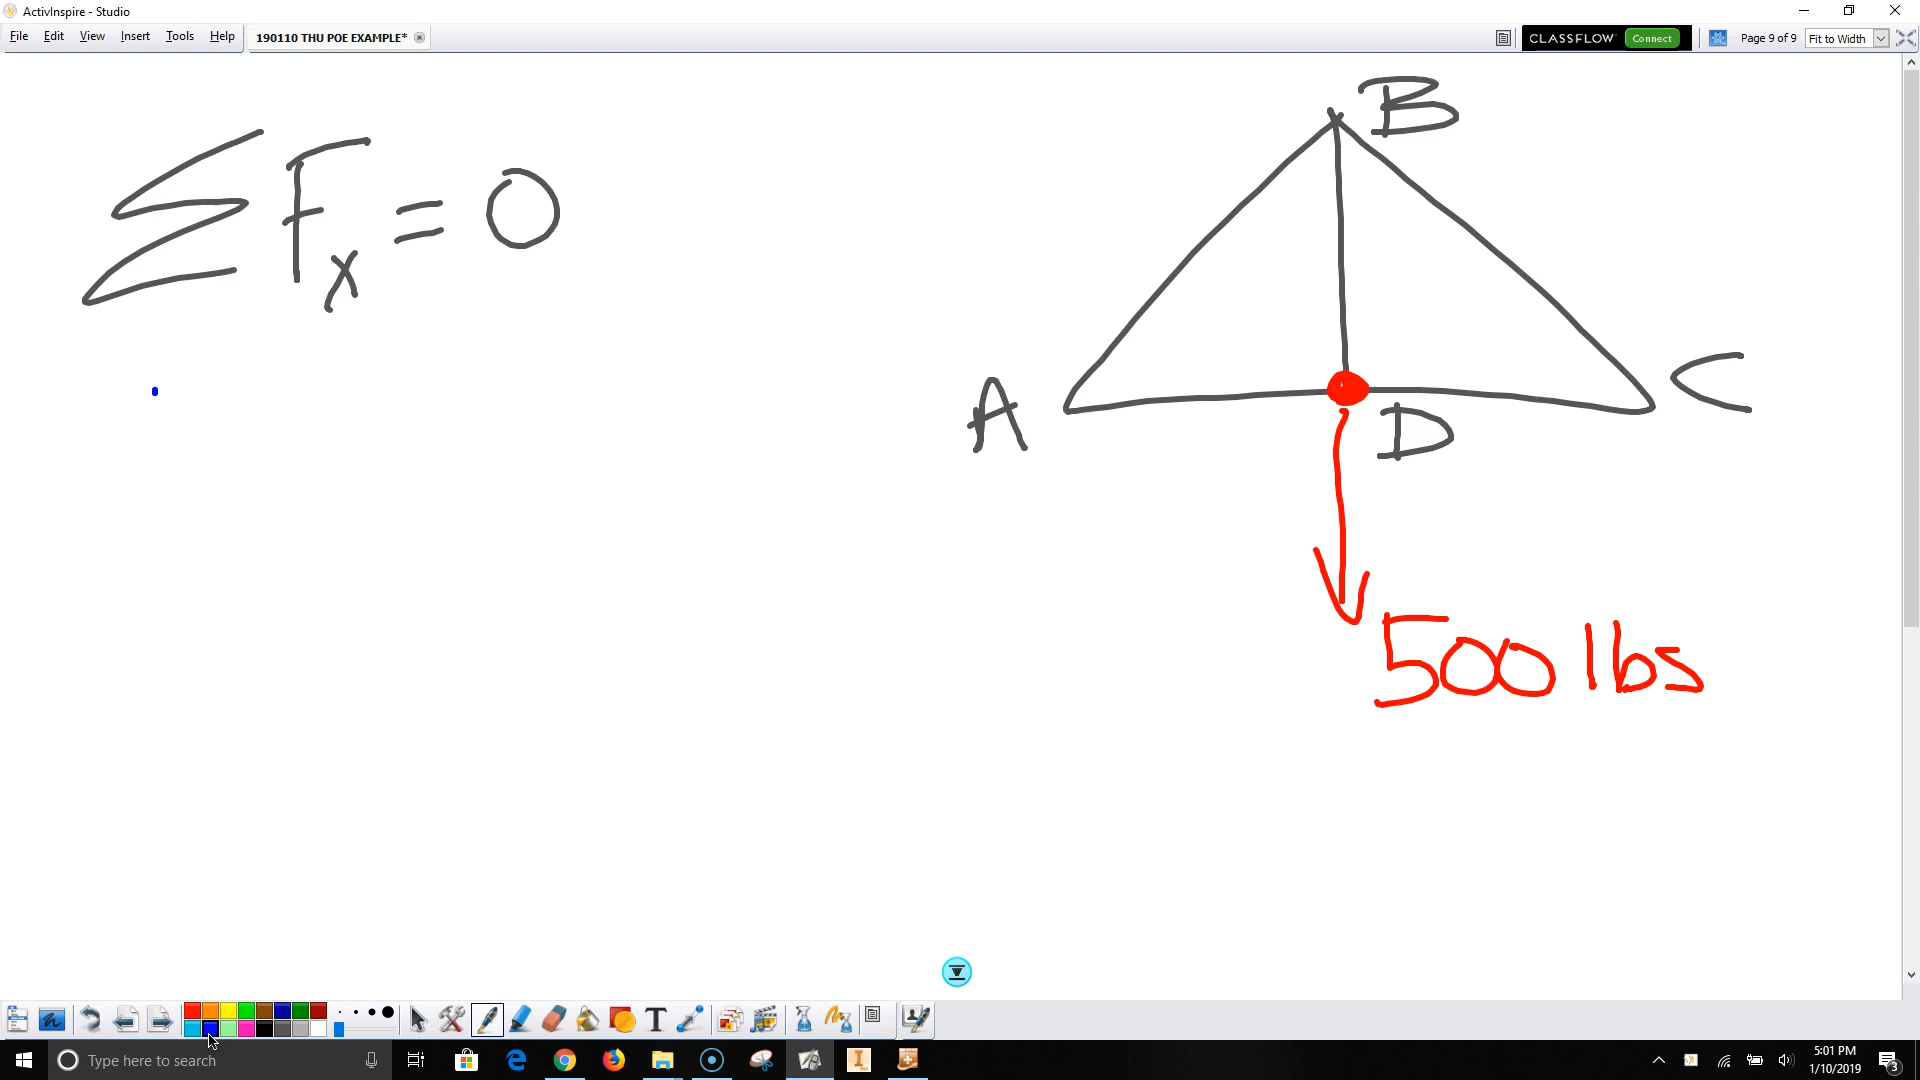 ActivInspire - Studio
File Edit View Insert Tools Help
190110 THU POE EXAMPLE*
CLASSFLOW Connect
Page 9 of 9
Fit to Width
ΣFx = 0
B
A
C
D
500 lbs
T
Type here to search
5:01 PM
1/10/2019
3